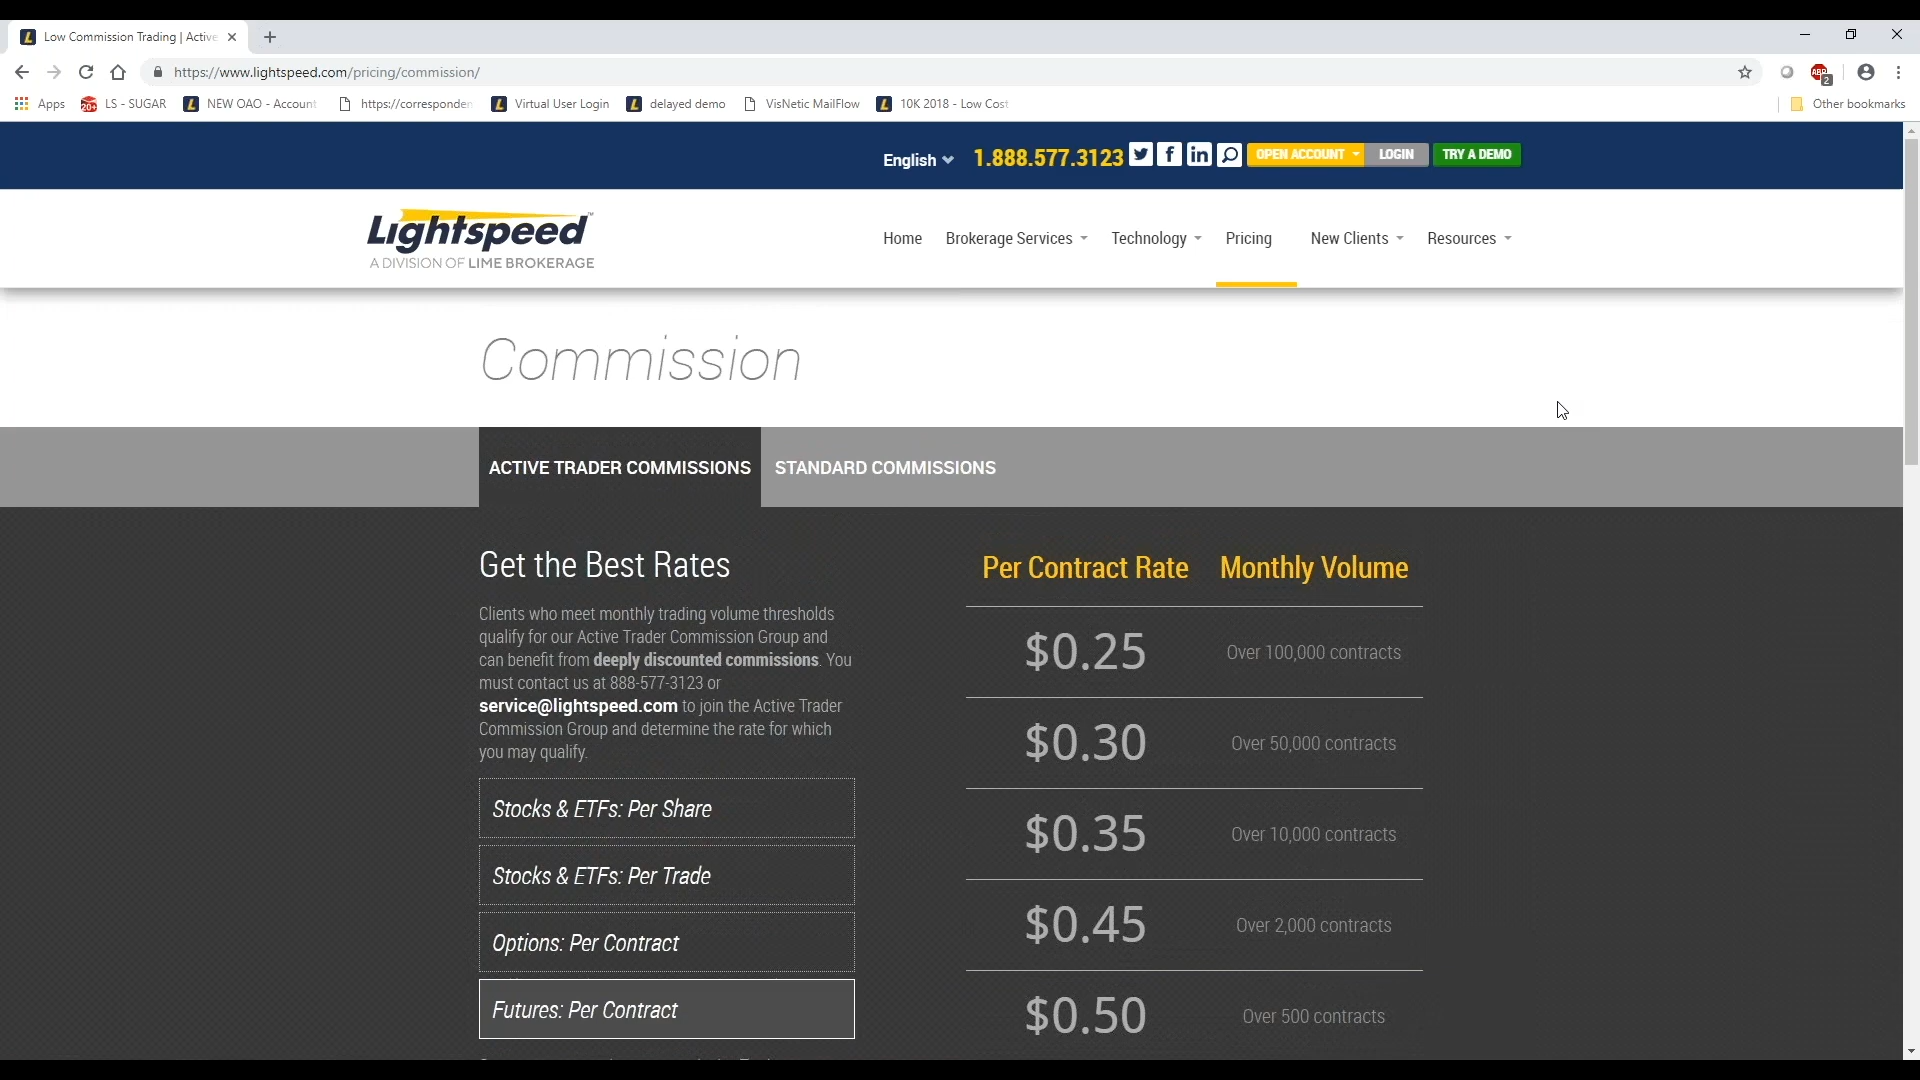 Low Commission Trading | Active
https://www.lightspeed.com/pricing/commission/
ABP
2
Apps
20+
LS - SUGAR
NEW OAO - Account
https://corresponden
Virtual User Login
delayed demo
VisNetic MailFlow
10K 2018 - Low Cost
Other bookmarks
English
1.888.577.3123
OPEN ACCOUNT
LOGIN
TRY A DEMO
Lightspeed™
A DIVISION OF LIME BROKERAGE
Home
Brokerage Services
Technology
Pricing
New Clients
Resources
Commission
ACTIVE TRADER COMMISSIONS
STANDARD COMMISSIONS
Get the Best Rates
Clients who meet monthly trading volume thresholds
qualify for our Active Trader Commission Group and
can benefit from deeply discounted commissions. You
must contact us at 888-577-3123 or
service@lightspeed.com to join the Active Trader
Commission Group and determine the rate for which
you may qualify.
Stocks & ETFs: Per Share
Stocks & ETFs: Per Trade
Options: Per Contract
Futures: Per Contract
Per Contract Rate Monthly Volume
$0.25 Over 100,000 contracts
$0.30 Over 50,000 contracts
$0.35 Over 10,000 contracts
$0.45 Over 2,000 contracts
$0.50 Over 500 contracts